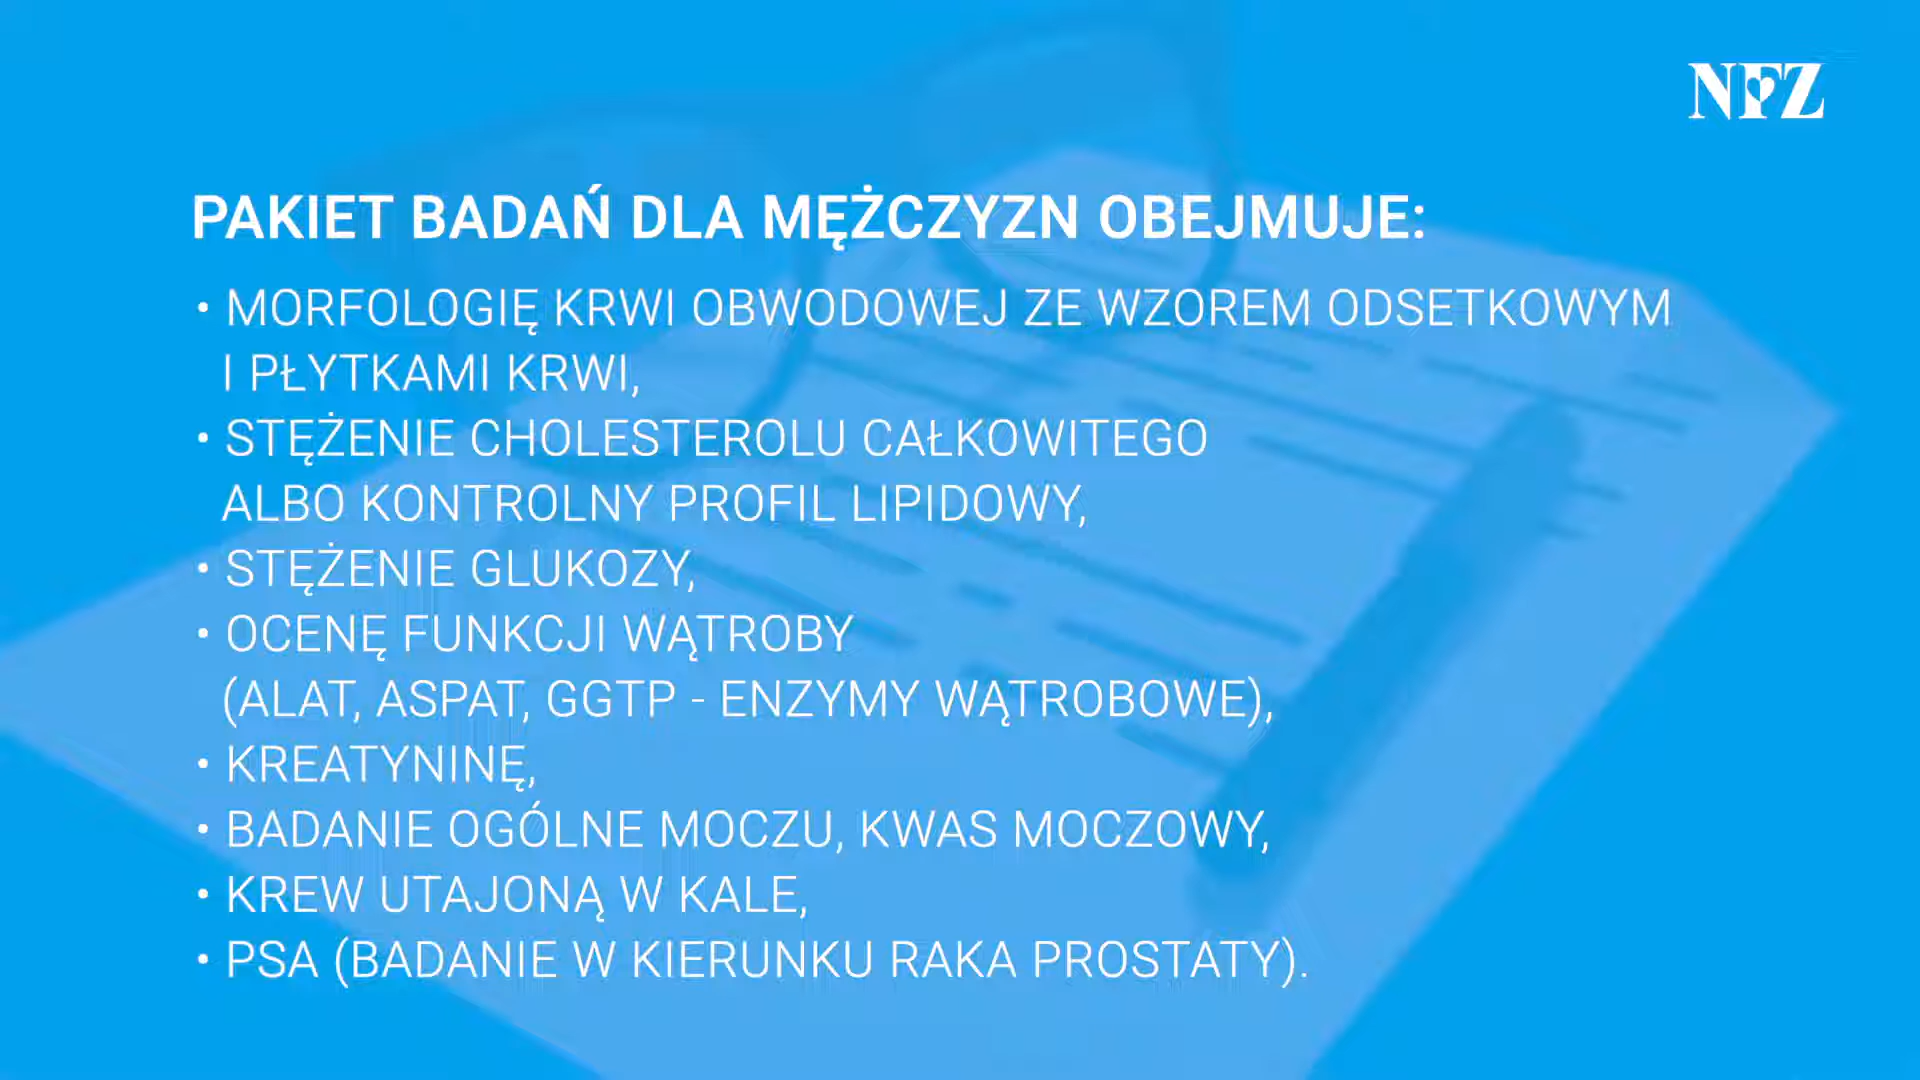 NFZ
PAKIET BADAŃ DLA MĘŻCZYZN OBEJMUJE:
• MORFOLOGIĘ KRWI OBWODOWEJ ZE WZOREM ODSETKOWYM
I PŁYTKAMI KRWI,
• STĘŻENIE CHOLESTEROLU CAŁKOWITEGO
ALBO KONTROLNY PROFIL LIPIDOWY,
• STĘŻENIE GLUKOZY,
• OCENĘ FUNKCJI WĄTROBY
(ALAT, ASPAT, GGTP - ENZYMY WĄTROBOWE),
• KREATYNINĘ,
• BADANIE OGÓLNE MOCZU, KWAS MOCZOWY,
• KREW UTAJONĄ W KALE,
• PSA (BADANIE W KIERUNKU RAKA PROSTATY).